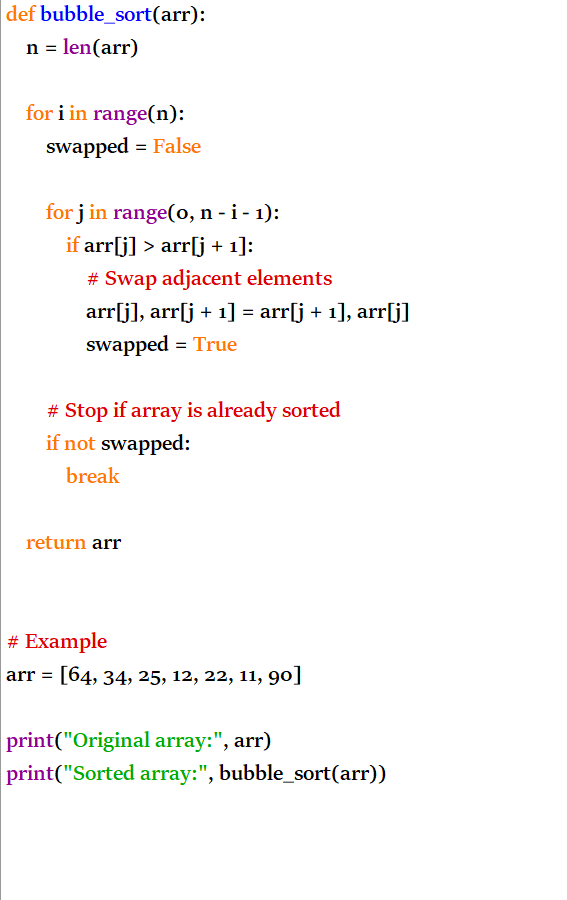 def bubble_sort(arr):
    n = len(arr)

    for i in range(n):
        swapped = False

        for j in range(0, n - i - 1):
            if arr[j] > arr[j + 1]:
                # Swap adjacent elements
                arr[j], arr[j + 1] = arr[j + 1], arr[j]
                swapped = True

        # Stop if array is already sorted
        if not swapped:
            break

    return arr


# Example
arr = [64, 34, 25, 12, 22, 11, 90]

print("Original array:", arr)
print("Sorted array:", bubble_sort(arr))